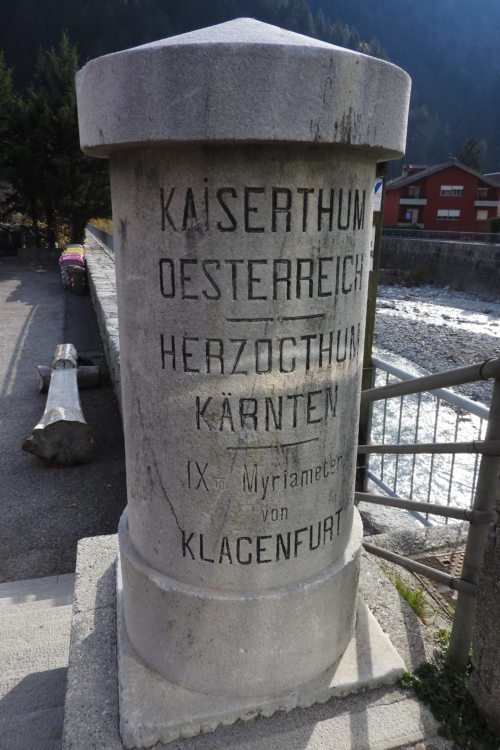 KAISERTHUM
OESTERREICH
HERZOGTHUM
KÄRNTEN
IX Myriameter
von
KLAGENFURT